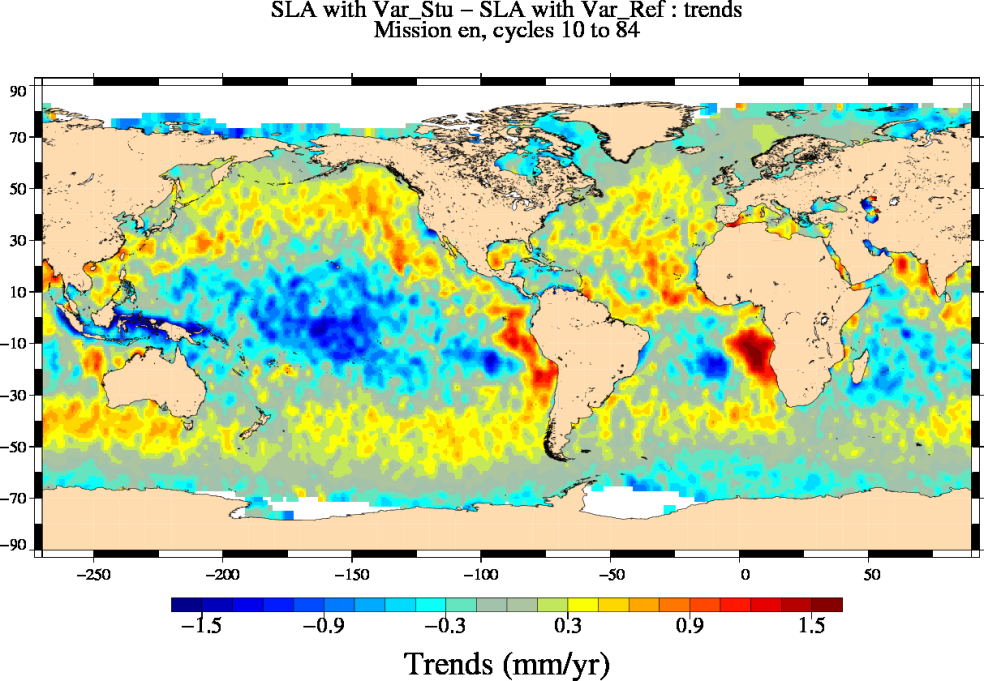 SLA with Var_Stu − SLA with Var_Ref : trends
Mission en, cycles 10 to 84
90
70
50
30
10
−10
−30
−50
−70
−90
−250 −200 −150 −100 −50 0 50
−1.5 −0.9 −0.3 0.3 0.9 1.5
Trends (mm/yr)